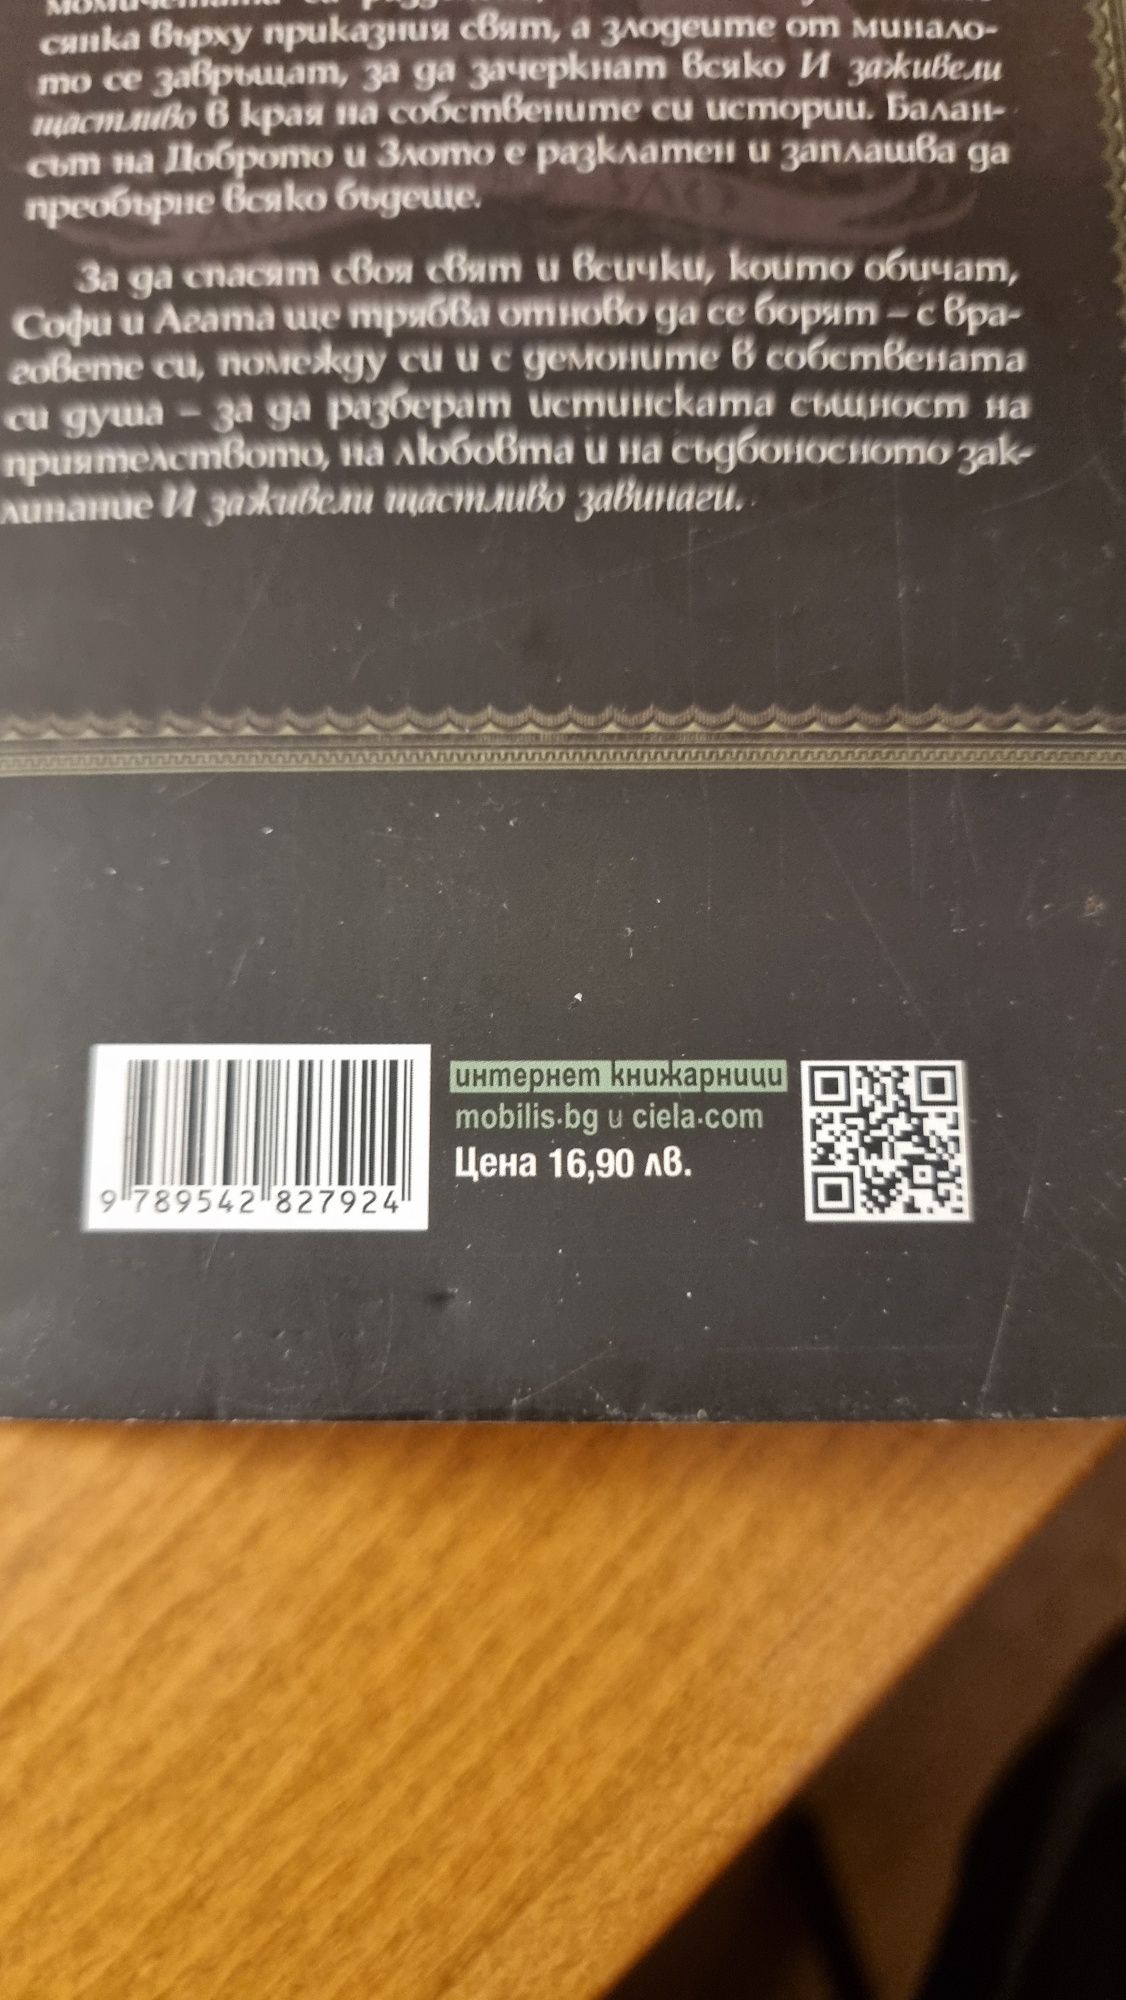 сянка върху приказния свят, а злодеите от минало-
то се завръщат, за да зачеркнат всяко И заживели
щастливо в края на собствените си истории. Балан-
сът на Доброто и Злото е разклатен и заплашва да
преобърне всяко бъдеще.
За да спасят своя свят и всички, които обичат,
Софи и Агата ще трябва отново да се борят – с вра-
говете си, помежду си и с демоните в собствената
си душа – за да разберат истинската същност на
приятелството, на любовта и на съдбоносното зак-
линание И заживели щастливо завинаги.
интернет книжарници
mobilis.bg и ciela.com
Цена 16,90 лв.
9 789542 827924